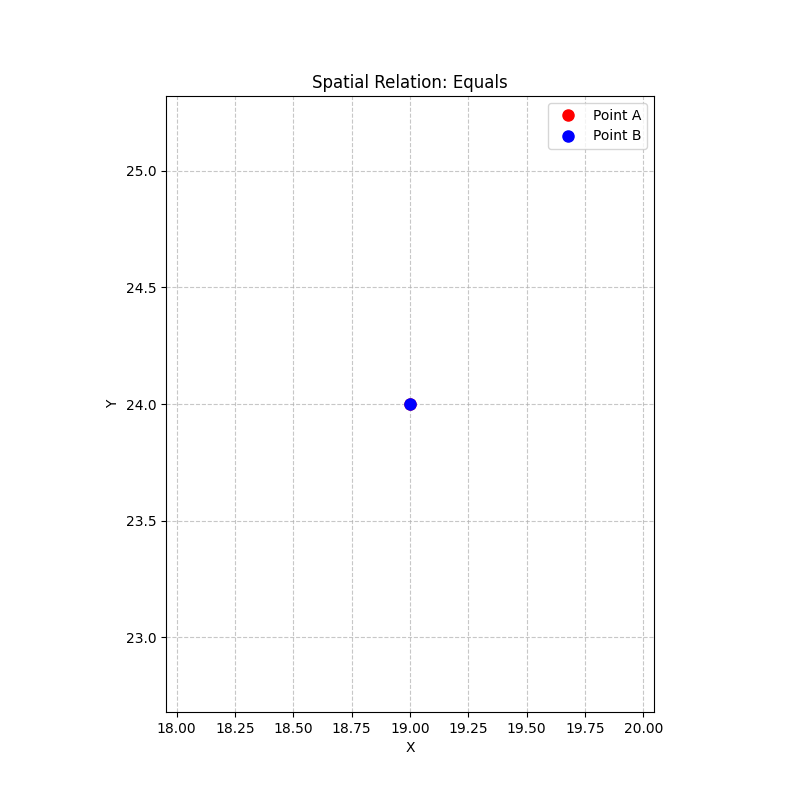 Spatial Relation: Equals
Point A
Point B
25.0
24.5
24.0
23.5
23.0
Y
18.00 18.25 18.50 18.75 19.00 19.25 19.50 19.75 20.00
X